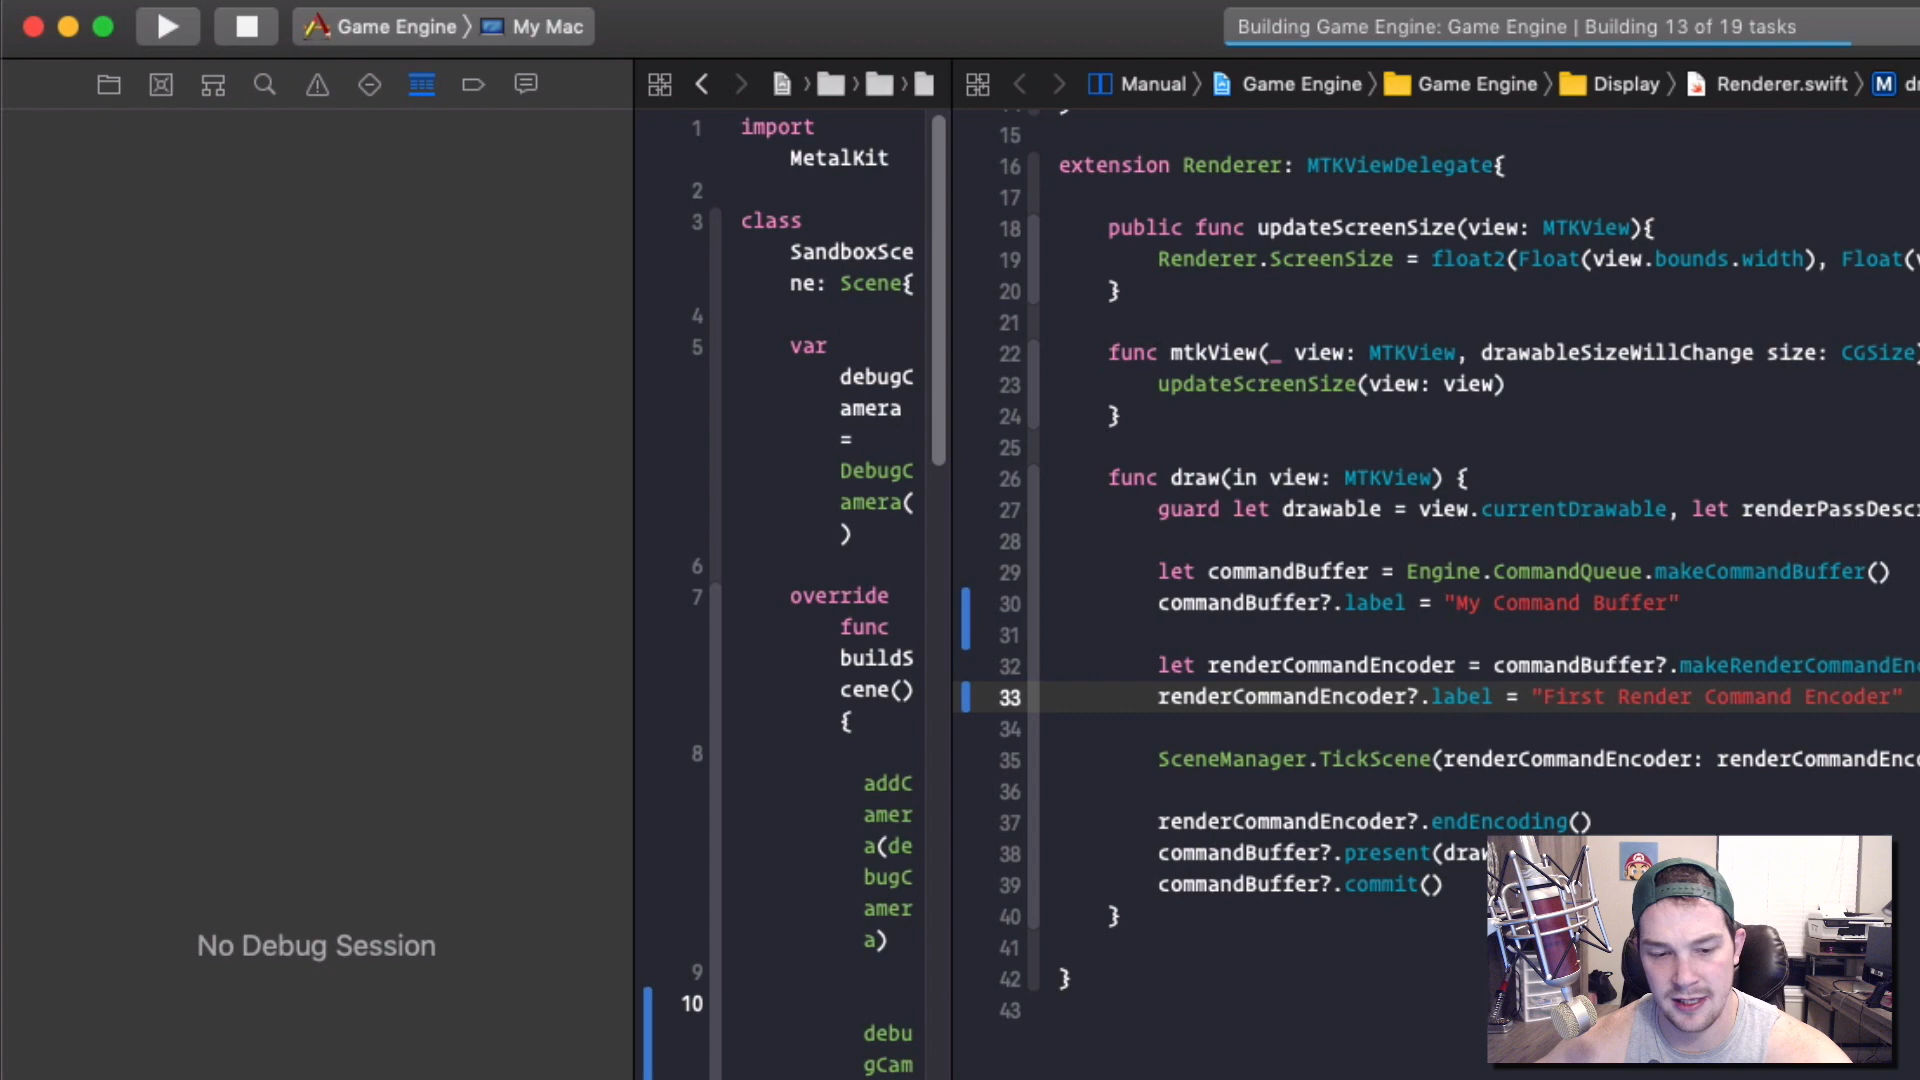 Game Engine
My Mac
Building Game Engine: Game Engine | Building 13 of 19 tasks
Manual
Game Engine
Game Engine
Display
Renderer.swift
M
No Debug Session
1 import
MetalKit
2
3 class
SandboxSce
ne: Scene{
4
5 var
debugC
amera
=
DebugC
amera(
)
6
7 override
func
buildS
cene()
{
8
addC
amer
a(de
bugC
amer
a)
9
10
debu
gCam
15
16 extension Renderer: MTKViewDelegate{
17
18 public func updateScreenSize(view: MTKView){
19 Renderer.ScreenSize = float2(Float(view.bounds.width), Float(
20 }
21
22 func mtkView(_ view: MTKView, drawableSizeWillChange size: CGSize)
23 updateScreenSize(view: view)
24 }
25
26 func draw(in view: MTKView) {
27 guard let drawable = view.currentDrawable, let renderPassDesc
28
29 let commandBuffer = Engine.CommandQueue.makeCommandBuffer()
30 commandBuffer?.label = "My Command Buffer"
31
32 let renderCommandEncoder = commandBuffer?.makeRenderCommandEnc
33 renderCommandEncoder?.label = "First Render Command Encoder"
34
35 SceneManager.TickScene(renderCommandEncoder: renderCommandEnc
36
37 renderCommandEncoder?.endEncoding()
38 commandBuffer?.present(draw
39 commandBuffer?.commit()
40 }
41
42 }
43